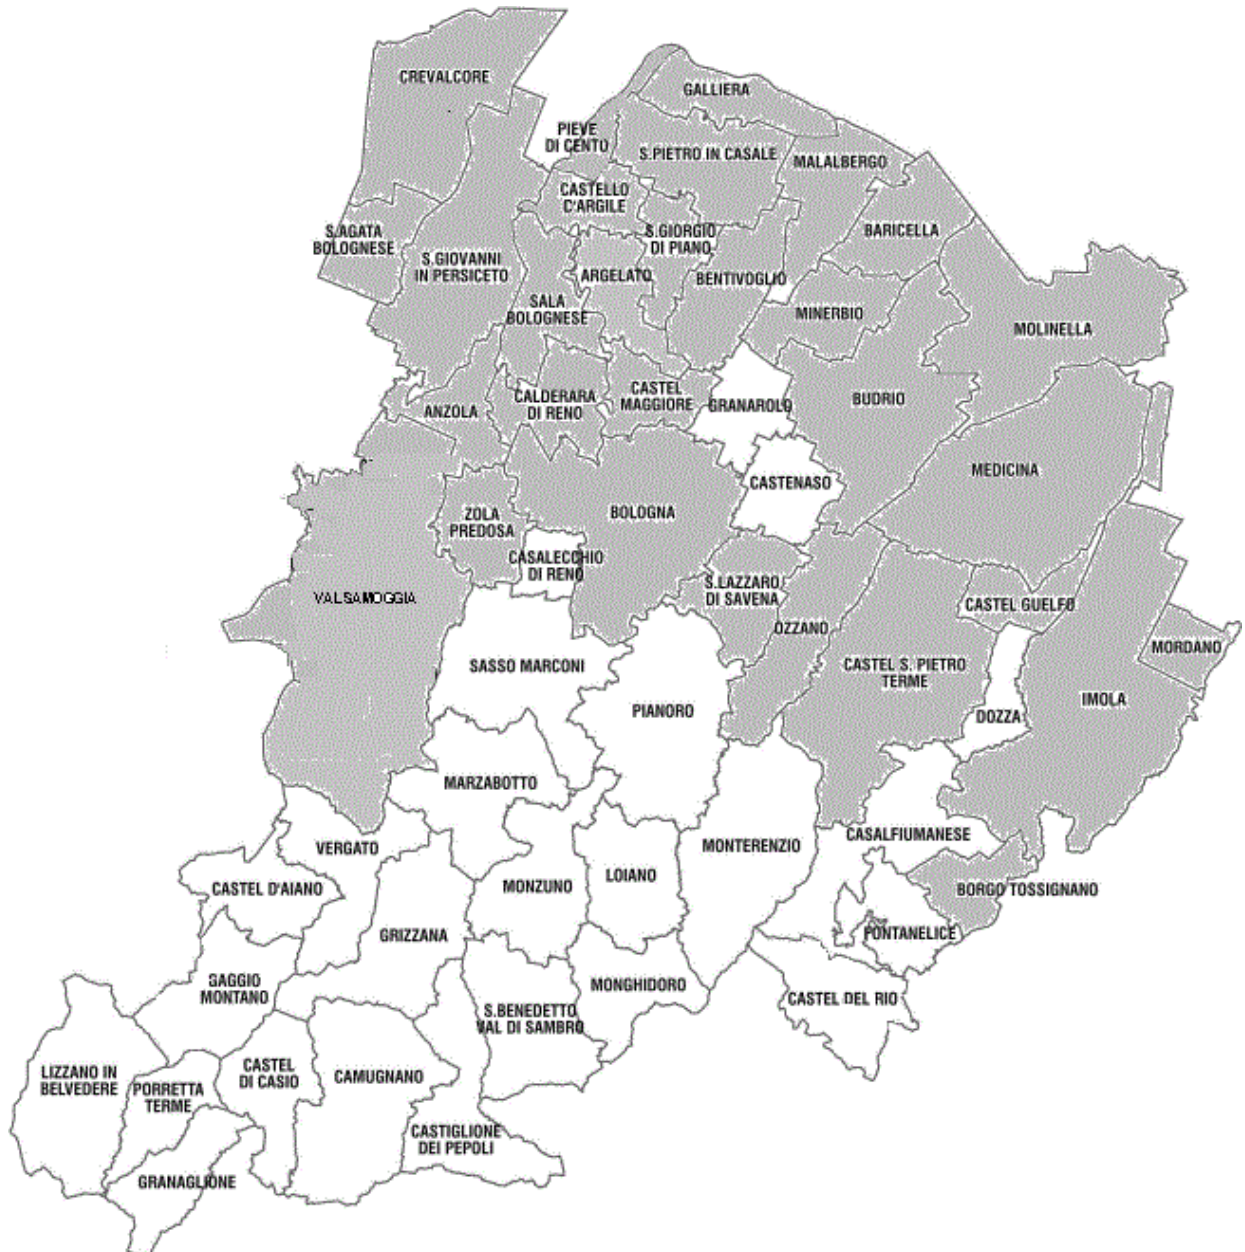 CREVALCORE
GALLIERA
PIEVE
DI CENTO
S.PIETRO IN CASALE
MALALBERGO
CASTELLO
C'ARGILE
S.AGATA
BOLOGNESE
S.GIORGIO
DI PIANO
BARICELLA
S.GIOVANNI
IN PERSICETO
ARGELATO
BENTIVOGLIO
SALA
BOLOGNESE
MINERBIO
MOLINELLA
ANZOLA
CALDERARA
DI RENO
CASTEL
MAGGIORE
GRANAROLO
BUDRIO
MEDICINA
CASTENASO
ZOLA
PREDOSA
BOLOGNA
CASALECCHIO
DI RENO
VALSAMOGGIA
S.LAZZARO
DI SAVENA
CASTEL GUELFO
OZZANO
MORDANO
SASSO MARCONI
CASTEL S. PIETRO
TERME
IMOLA
PIANORO
DOZZA
MARZABOTTO
VERGATO
MONTERENZIO
CASALFIUMANESE
CASTEL D'AIANO
MONZUNO
LOIANO
BORGO TOSSIGNANO
GRIZZANA
FONTANELICE
GAGGIO
MONTANO
MONGHIDORO
CASTEL DEL RIO
S.BENEDETTO
VAL DI SAMBRO
LIZZANO IN
BELVEDERE
PORRETTA
TERME
CASTEL
DI CASIO
CAMUGNANO
CASTIGLIONE
DEI PEPOLI
GRANAGLIONE